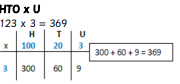 HTO x U
123 x 3 = 369
H T U
x 100 20 3
3 300 60 9
300 + 60 + 9 = 369